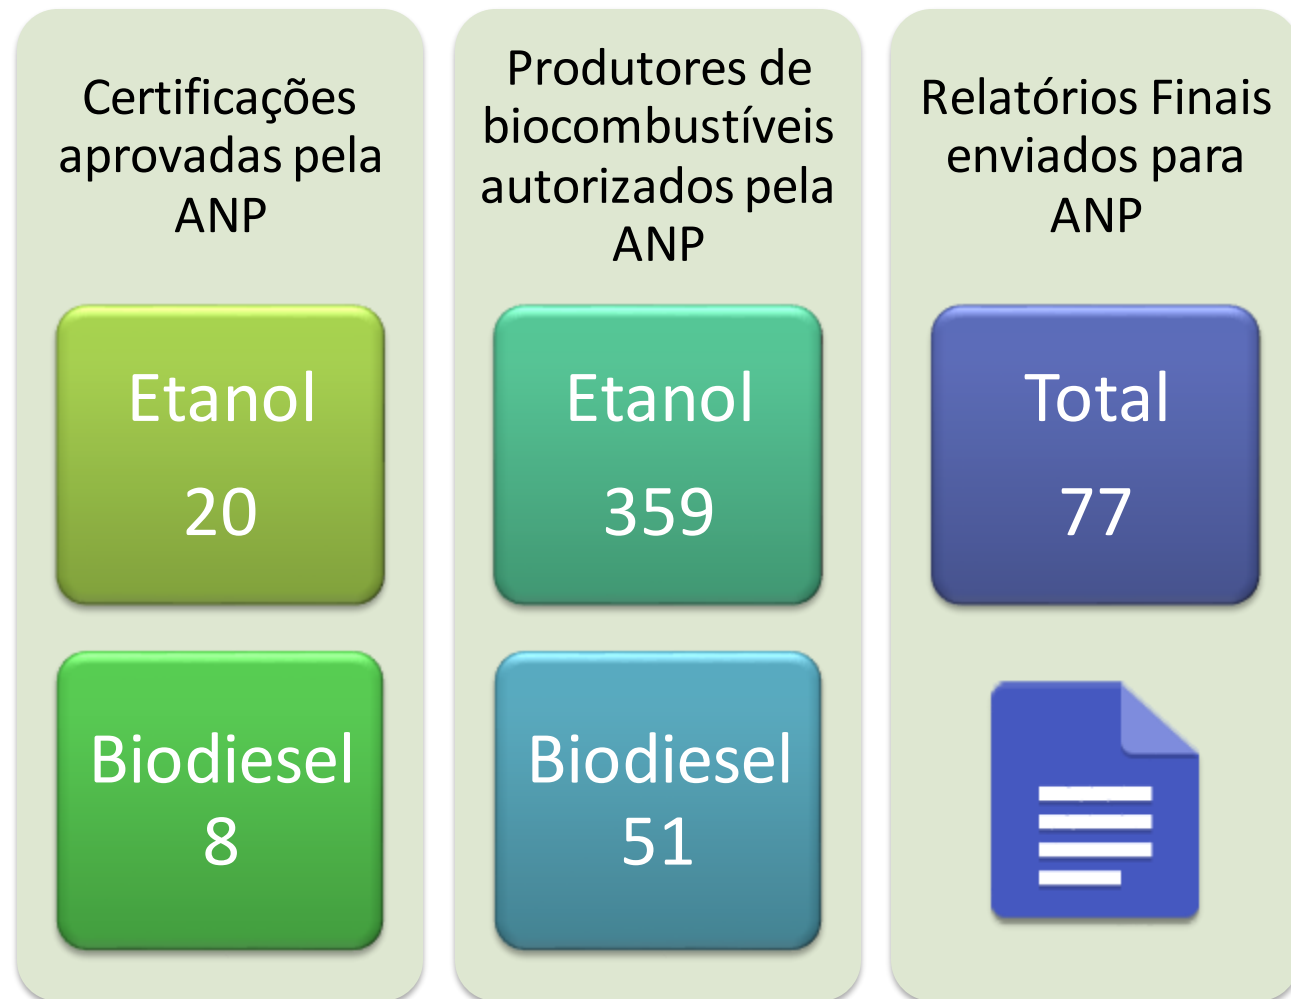 Certificações
aprovadas pela
ANP
Etanol
20
Biodiesel
8
Produtores de
biocombustíveis
autorizados pela
ANP
Etanol
359
Biodiesel
51
Relatórios Finais
enviados para
ANP
Total
77